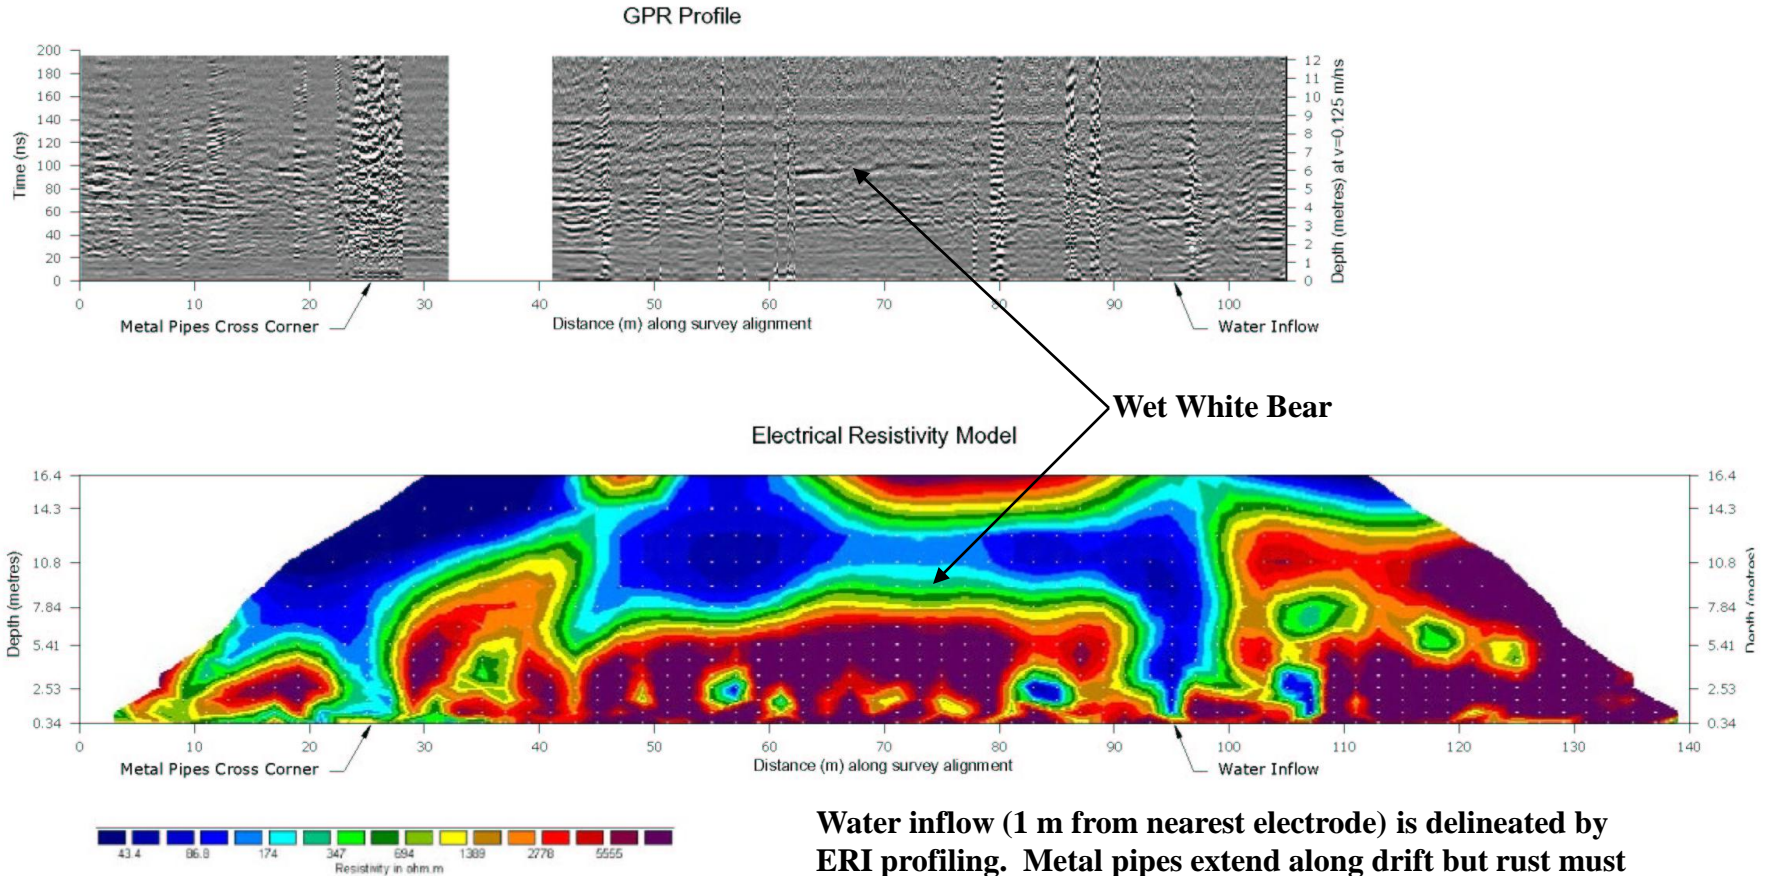 GPR Profile
200
180
160
140
120
100
80
60
40
20
0
Time (ns)
12
11
10
9
8
7
6
5
4
3
2
1
0
Depth (metres) at v=0.125 m/ns
0 10 20 30 40 50 60 70 80 90 100
Metal Pipes Cross Corner
Distance (m) along survey alignment
Water Inflow
Wet White Bear
Electrical Resistivity Model
16.4
14.3
10.8
7.84
5.41
2.53
0.34
Depth (metres)
16.4
14.3
10.8
7.84
5.41
2.53
0.34
Depth (metres)
0 10 20 30 40 50 60 70 80 90 100 110 120 130 140
Metal Pipes Cross Corner
Distance (m) along survey alignment
Water Inflow
43.4 86.8 174 347 694 1389 2778 5555
Resistivity in ohm.m
Water inflow (1 m from nearest electrode) is delineated by
ERI profiling. Metal pipes extend along drift but rust must